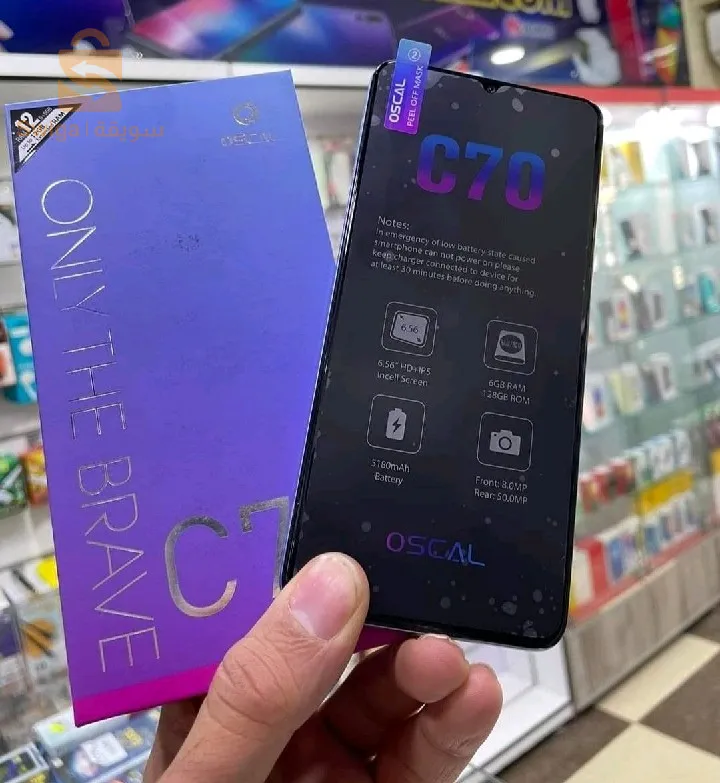 12
سويقة
OSCAL
ONLY THE BRAVE
C7
OSCAL
PEEL OFF MASK
2
C70
Notes:
In emergency of low battery state caused
smartphone can not power on please
keep charger connected to device for
at least 30 minutes before doing anything.
6.56
6.56" HD+IPS
Incell Screen
6GB RAM
128GB ROM
5180mAh
Battery
Front: 8.0MP
Rear: 50.0MP
OSCAL